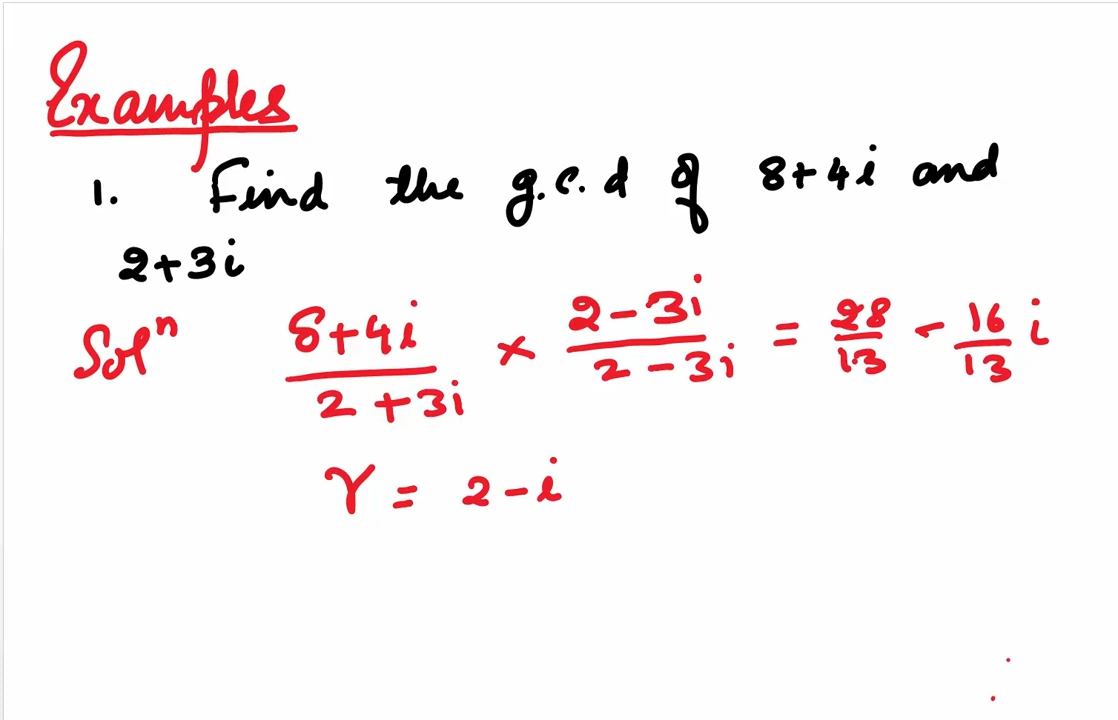 Examples
1. Find the g.c.d of 8+4i and
2+3i
Solⁿ (8+4i)/(2+3i) × (2-3i)/(2-3i) = 28/13 - 16/13 i
γ = 2-i